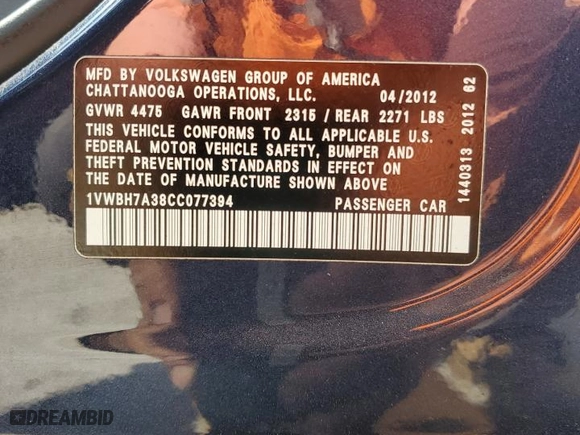 MFD BY VOLKSWAGEN GROUP OF AMERICA
CHATTANOOGA OPERATIONS, LLC. 04/2012
GVWR 4475 GAWR FRONT 2315 / REAR 2271 LBS
THIS VEHICLE CONFORMS TO ALL APPLICABLE U.S.
FEDERAL MOTOR VEHICLE SAFETY, BUMPER AND
THEFT PREVENTION STANDARDS IN EFFECT ON
THE DATE OF MANUFACTURE SHOWN ABOVE
1VWBH7A38CC077394 PASSENGER CAR
1440313 2012 62
DREAMBID